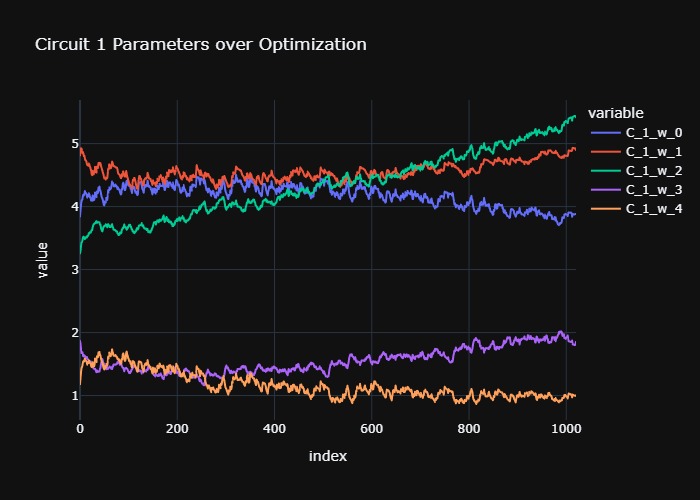 Circuit 1 Parameters over Optimization
variable
C_1_w_0
C_1_w_1
C_1_w_2
C_1_w_3
C_1_w_4
value
5
4
3
2
1
0 200 400 600 800 1000
index